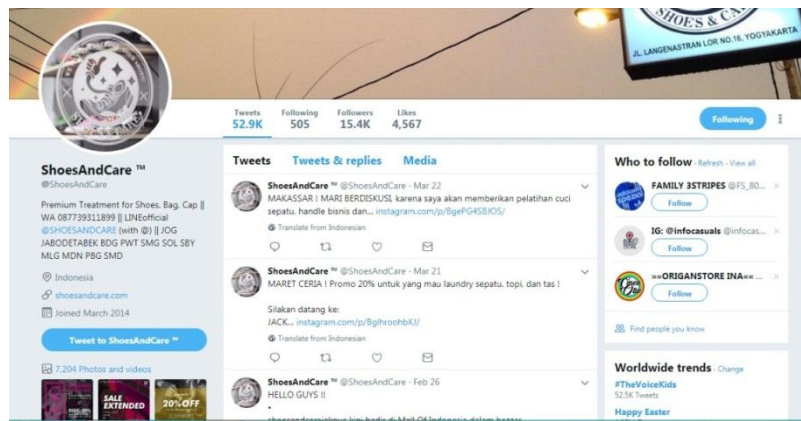 SHOES & CARE
JL. LANGENASTRAN LOR NO.16, YOGYAKARTA
Tweets Following Followers Likes
52.9K 505 15.4K 4,567
Following
ShoesAndCare ™
@ShoesAndCare
Premium Treatment for Shoes, Bag, Cap ||
WA 087739311899 || LINEofficial
@SHOESANDCARE (with @) || JOG
JABODETABEK BDG PWT SMG SOL SBY
MLG MDN PBG SMD
Indonesia
shoesandcare.com
Joined March 2014
Tweet to ShoesAndCare ™
7,204 Photos and videos
SALE
EXTENDED
20%OFF
Tweets Tweets & replies Media
ShoesAndCare ™ @ShoesAndCare · Mar 22
MAKASSAR ! MARI BERDISKUSI, karena saya akan memberikan pelatihan cuci
sepatu, handle bisnis dan... instagram.com/p/BgePG4SBJOS/
Translate from Indonesian
ShoesAndCare ™ @ShoesAndCare · Mar 21
MARET CERIA ! Promo 20% untuk yang mau laundry sepatu, topi, dan tas !
Silakan datang ke:
JACK... instagram.com/p/BglhroohbKJ/
Translate from Indonesian
ShoesAndCare ™ @ShoesAndCare · Feb 26
HELLO GUYS !!
Who to follow · Refresh · View all
FAMILY 3STRIPES @FS_80...
Follow
IG: @infocasuals @infocas...
Follow
»»ORIGANSTORE INA«« ...
Follow
Find people you know
Worldwide trends · Change
#TheVoiceKids
52.5K Tweets
Happy Easter